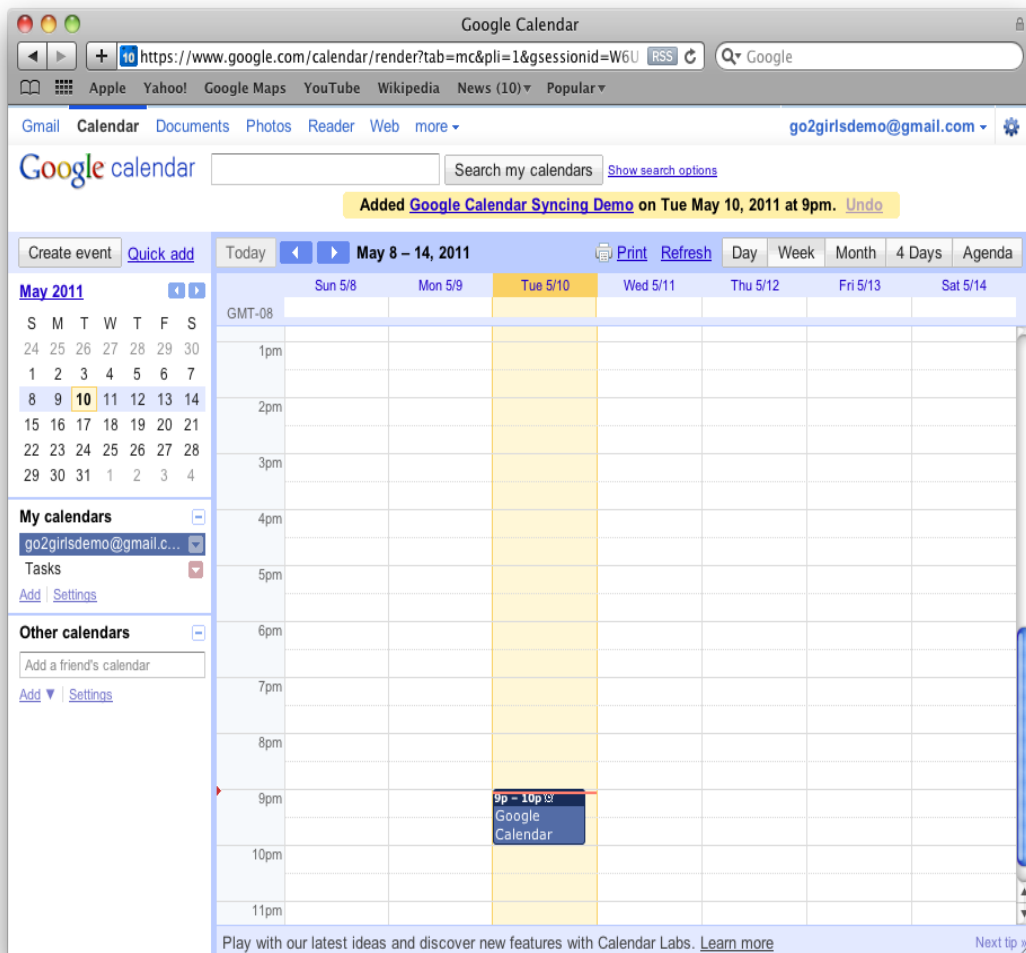 Google Calendar
10 https://www.google.com/calendar/render?tab=mc&pli=1&gsessionid=W6U RSS Google
Apple Yahoo! Google Maps YouTube Wikipedia News (10)▾ Popular▾
Gmail Calendar Documents Photos Reader Web more ▾ go2girlsdemo@gmail.com ▾
Google calendar Search my calendars Show search options
Added Google Calendar Syncing Demo on Tue May 10, 2011 at 9pm. Undo
Create event Quick add Today May 8 – 14, 2011 Print Refresh Day Week Month 4 Days Agenda
May 2011
S M T W T F S
24 25 26 27 28 29 30
1 2 3 4 5 6 7
8 9 10 11 12 13 14
15 16 17 18 19 20 21
22 23 24 25 26 27 28
29 30 31 1 2 3 4
My calendars
go2girlsdemo@gmail.c...
Tasks
Add Settings
Other calendars
Add a friend's calendar
Add ▼ Settings
Sun 5/8 Mon 5/9 Tue 5/10 Wed 5/11 Thu 5/12 Fri 5/13 Sat 5/14
GMT-08
1pm
2pm
3pm
4pm
5pm
6pm
7pm
8pm
9pm
9p – 10p
Google
Calendar
10pm
11pm
Play with our latest ideas and discover new features with Calendar Labs. Learn more Next tip »